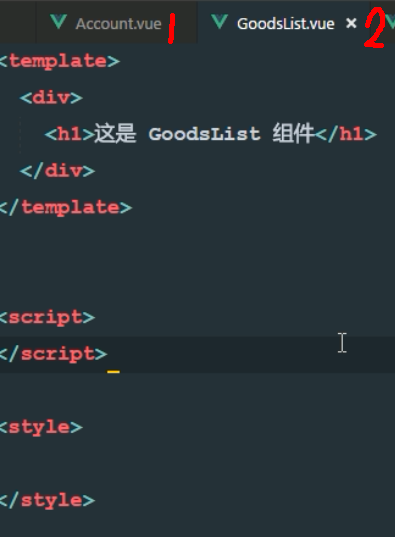 Account.vue 1 GoodsList.vue × 2
<template>
<div>
<h1>这是 GoodsList 组件</h1>
</div>
</template>
<script>
</script>
<style>
</style>